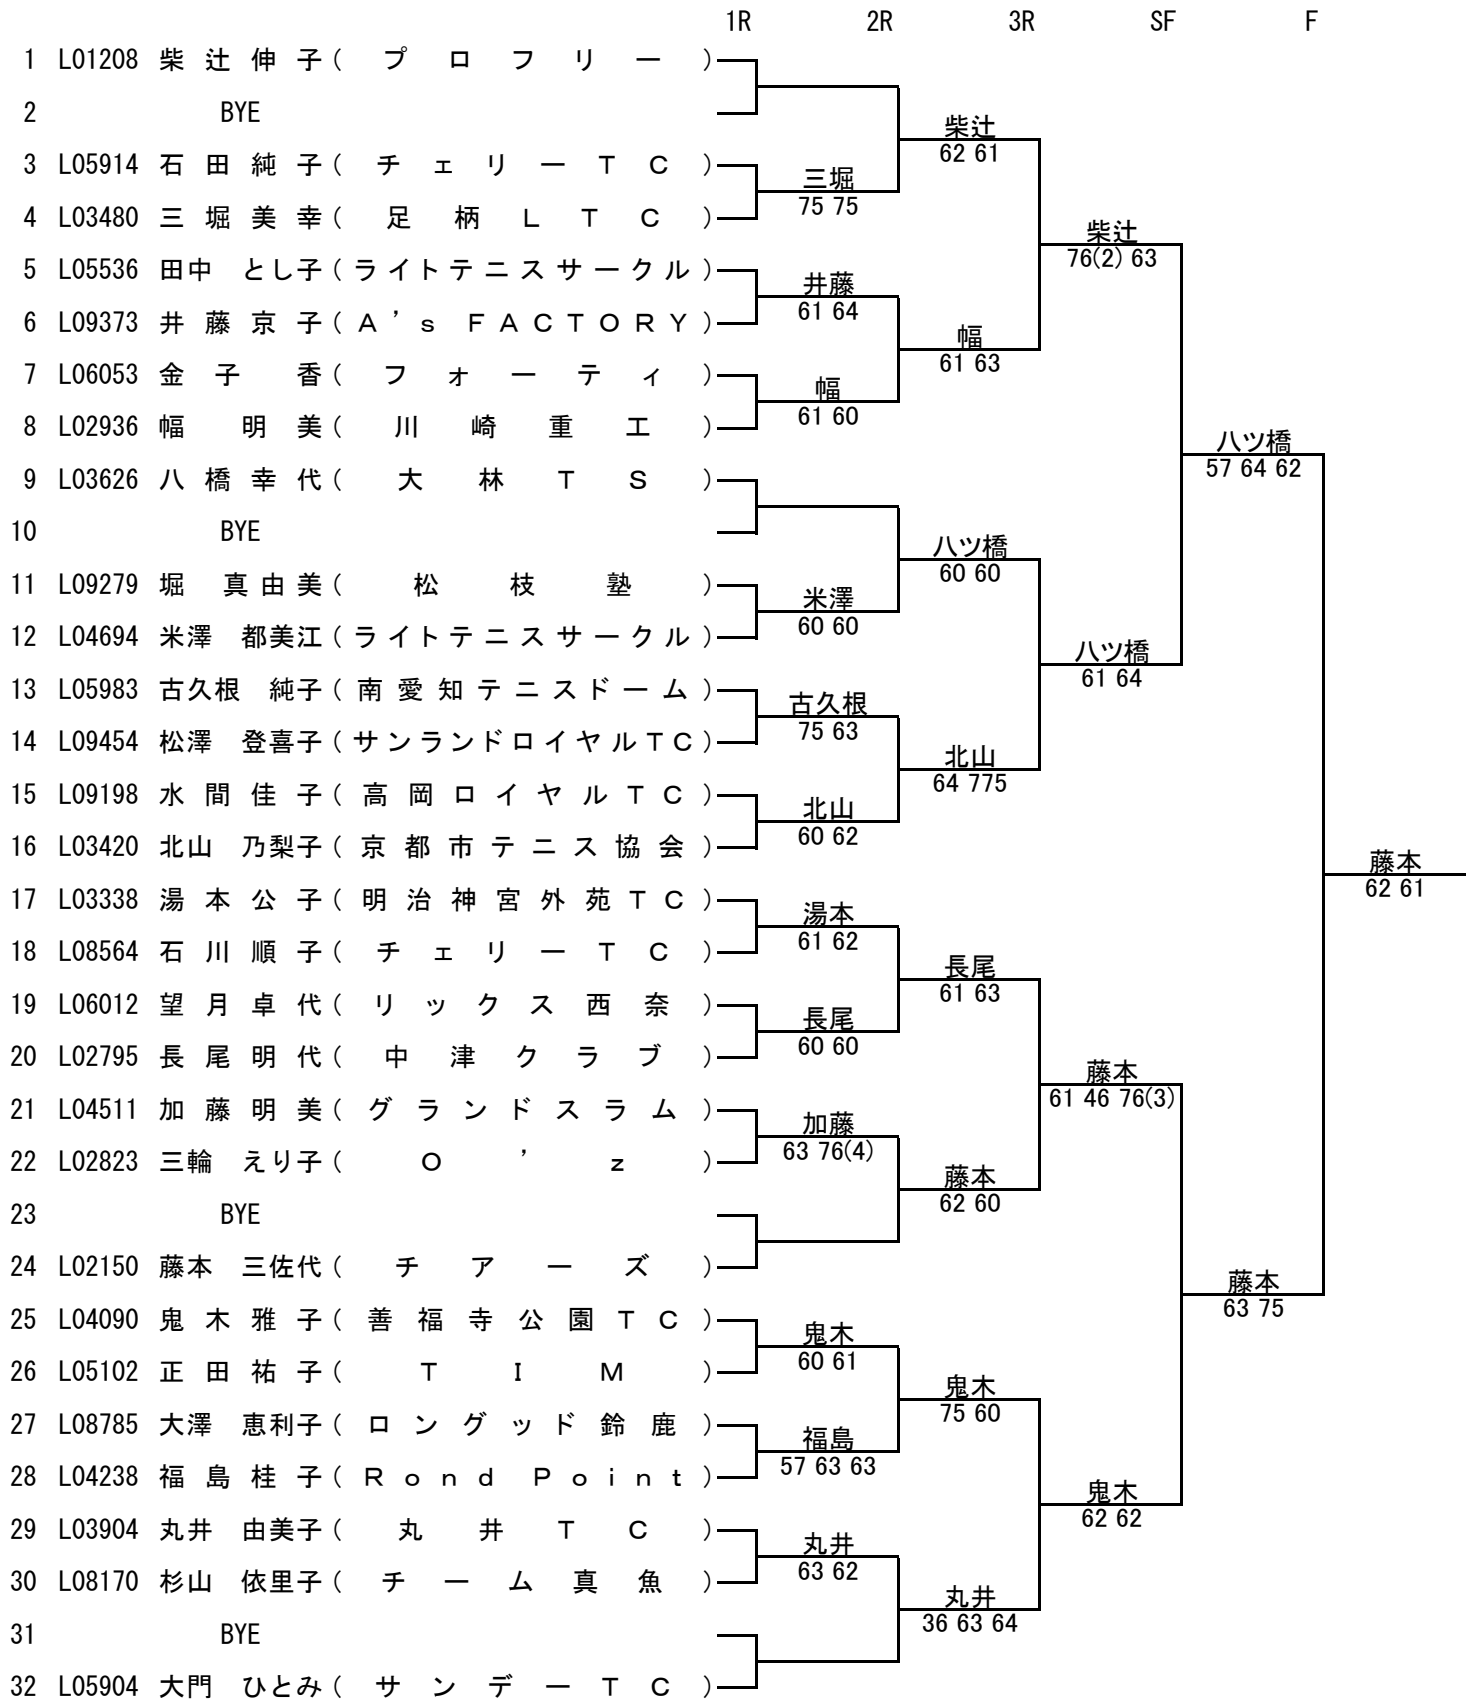 1R 2R 3R SF F
1 L01208 柴辻伸子(プロフリー)
2 BYE
柴辻
62 61
3 L05914 石田純子(チェリーTC)
三堀
75 75
4 L03480 三堀美幸(足柄LTC)
柴辻
76(2) 63
5 L05536 田中 とし子(ライトテニスサークル)
井藤
61 64
6 L09373 井藤京子(A's FACTORY)
幅
61 63
7 L06053 金子 香(フォーティ)
幅
61 60
8 L02936 幅 明美(川崎重工)
八ツ橋
57 64 62
9 L03626 八橋幸代(大林TS)
10 BYE
八ツ橋
60 60
11 L09279 堀 真由美(松枝塾)
米澤
60 60
12 L04694 米澤 都美江(ライトテニスサークル)
八ツ橋
61 64
13 L05983 古久根 純子(南愛知テニスドーム)
古久根
75 63
14 L09454 松澤 登喜子(サンランドロイヤルTC)
北山
64 775
15 L09198 水間佳子(高岡ロイヤルTC)
北山
60 62
16 L03420 北山 乃梨子(京都市テニス協会)
藤本
62 61
17 L03338 湯本公子(明治神宮外苑TC)
湯本
61 62
18 L08564 石川順子(チェリーTC)
長尾
61 63
19 L06012 望月卓代(リックス西奈)
長尾
60 60
20 L02795 長尾明代(中津クラブ)
藤本
61 46 76(3)
21 L04511 加藤明美(グランドスラム)
加藤
63 76(4)
22 L02823 三輪 えり子(O'z)
藤本
62 60
23 BYE
24 L02150 藤本 三佐代(チアーズ)
藤本
63 75
25 L04090 鬼木雅子(善福寺公園TC)
鬼木
60 61
26 L05102 正田祐子(TIM)
鬼木
75 60
27 L08785 大澤 恵利子(ロングッド鈴鹿)
福島
57 63 63
28 L04238 福島桂子(Rond Point)
鬼木
62 62
29 L03904 丸井 由美子(丸井TC)
丸井
63 62
30 L08170 杉山 依里子(チーム真魚)
丸井
36 63 64
31 BYE
32 L05904 大門 ひとみ(サンデーTC)